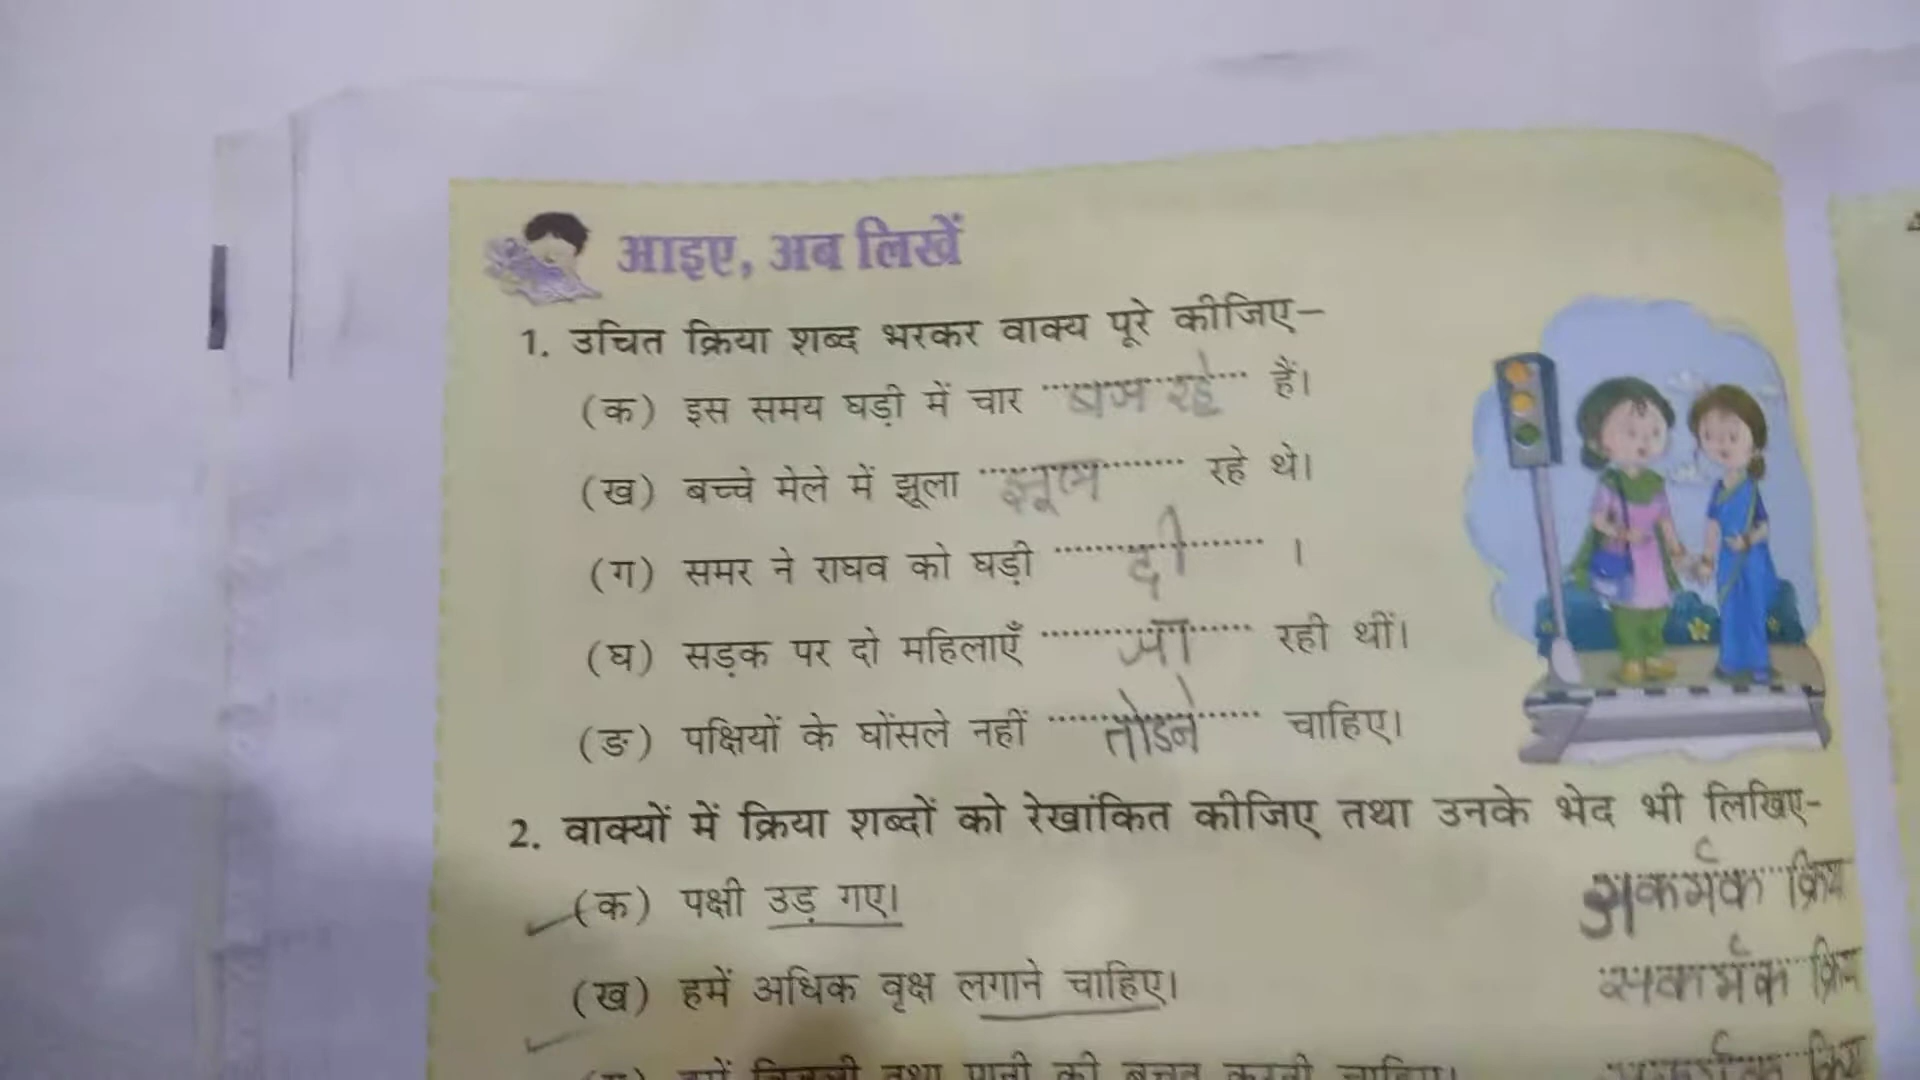 आइए, अब लिखें
1. उचित क्रिया शब्द भरकर वाक्य पूरे कीजिए–
(क) इस समय घड़ी में चार बज रहे हैं।
(ख) बच्चे मेले में झूला झूल रहे थे।
(ग) समर ने राघव को घड़ी दी ।
(घ) सड़क पर दो महिलाएँ जा रही थीं।
(ङ) पक्षियों के घोंसले नहीं तोडने चाहिए।
2. वाक्यों में क्रिया शब्दों को रेखांकित कीजिए तथा उनके भेद भी लिखिए–
(क) पक्षी उड़ गए। अकर्मक
(ख) हमें अधिक वृक्ष लगाने चाहिए। सकर्मक